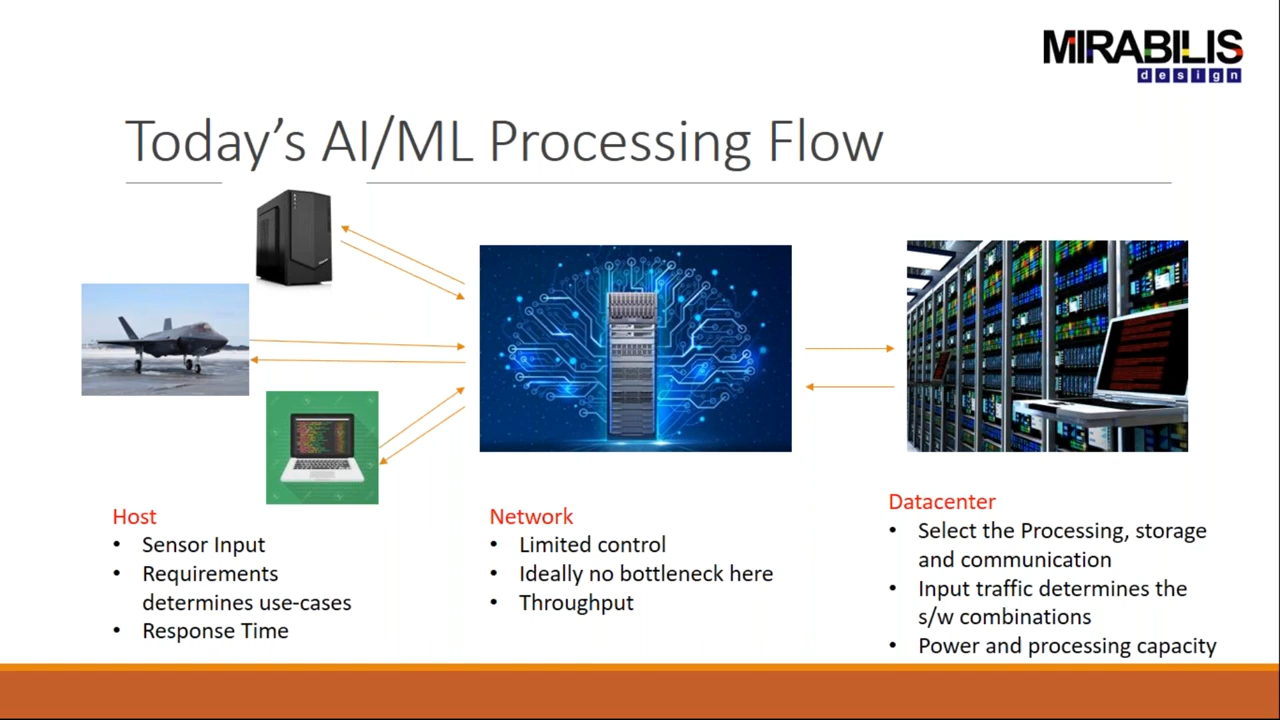 MIRABILIS
design
Today's AI/ML Processing Flow
Host
• Sensor Input
• Requirements
determines use-cases
• Response Time
Network
• Limited control
• Ideally no bottleneck here
• Throughput
Datacenter
• Select the Processing, storage
and communication
• Input traffic determines the
s/w combinations
• Power and processing capacity